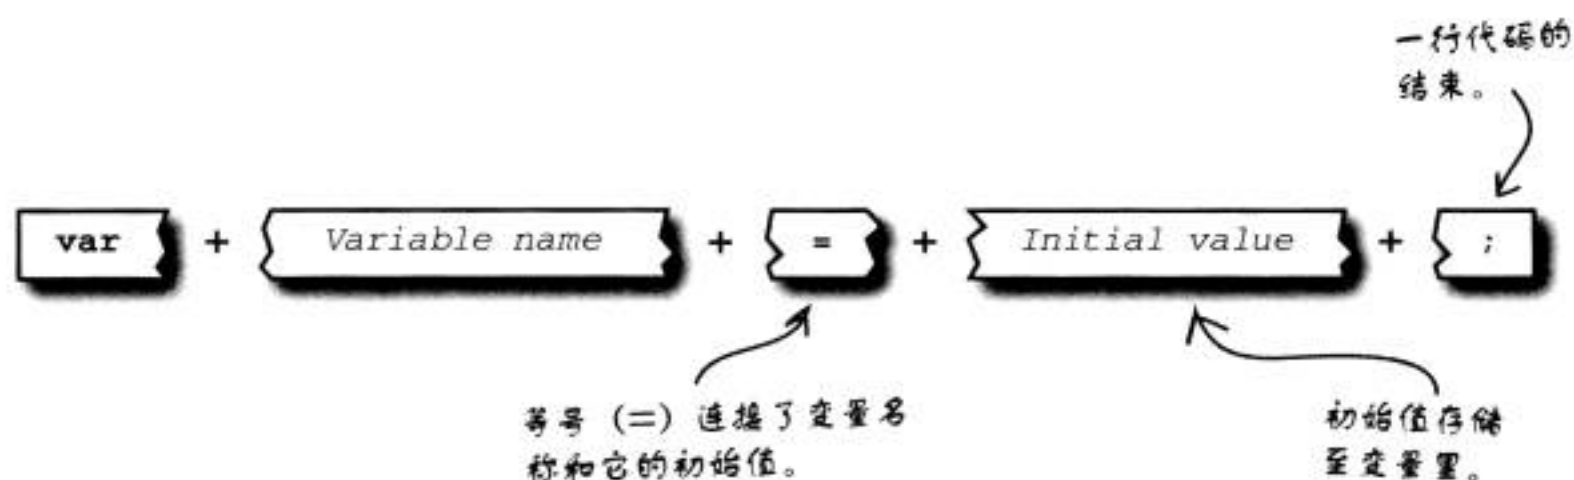 一行代码的
结束。
var + Variable name + = + Initial value + ;
等号（=）连接了变量名
称和它的初始值。
初始值存储
至变量里。